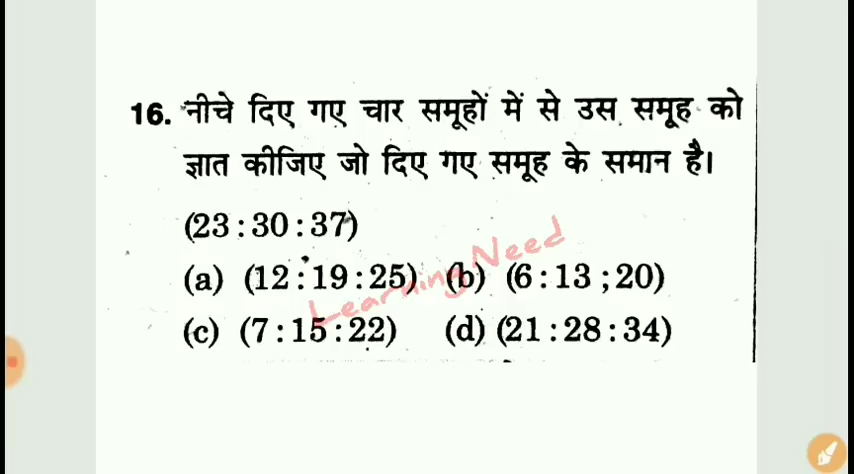 16. नीचे दिए गए चार समूहों में से उस समूह को
ज्ञात कीजिए जो दिए गए समूह के समान है।
(23 : 30 : 37)
(a) (12 : 19 : 25) (b) (6 : 13 ; 20)
(c) (7 : 15 : 22) (d) (21 : 28 : 34)
Learning Need